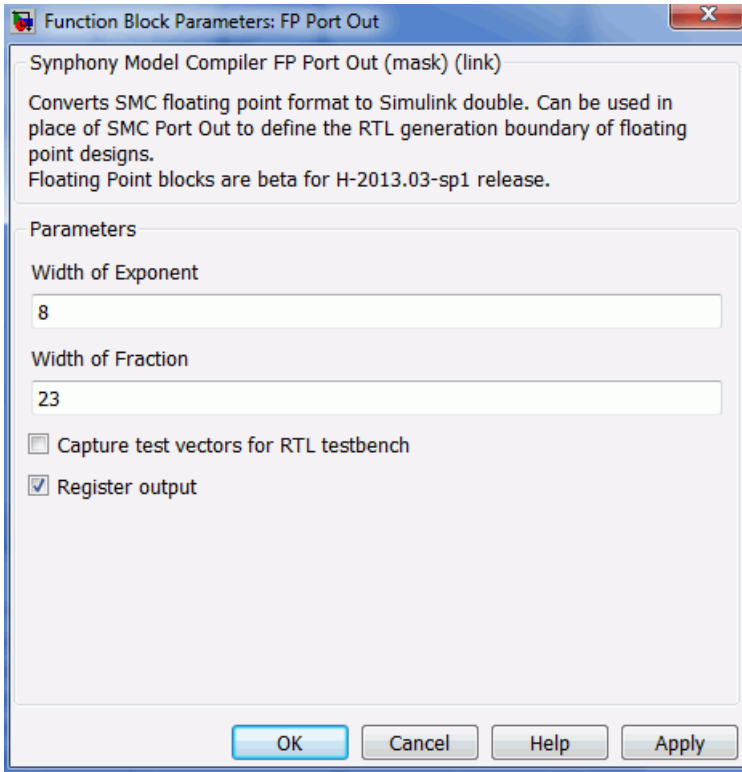 Function Block Parameters: FP Port Out
Synphony Model Compiler FP Port Out (mask) (link)
Converts SMC floating point format to Simulink double. Can be used in
place of SMC Port Out to define the RTL generation boundary of floating
point designs.
Floating Point blocks are beta for H-2013.03-sp1 release.
Parameters
Width of Exponent
8
Width of Fraction
23
Capture test vectors for RTL testbench
Register output
OK Cancel Help Apply